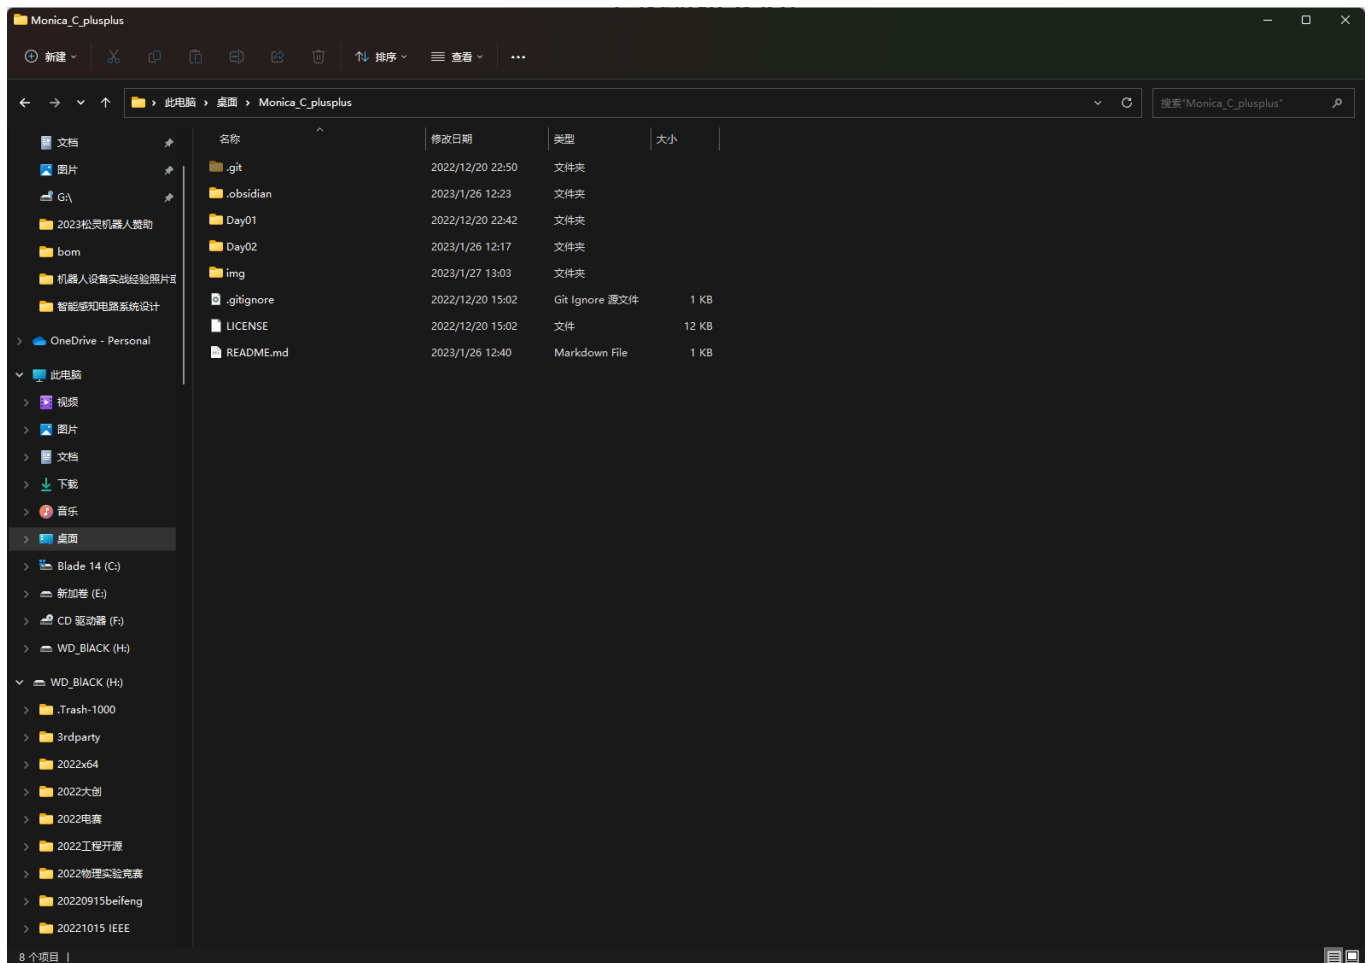 Monica_C_plusplus
新建
排序
查看
此电脑 › 桌面 › Monica_C_plusplus
搜索"Monica_C_plusplus"
文档
图片
G:\
2023松灵机器人赞助
bom
机器人设备实战经验照片或
智能感知电路系统设计
OneDrive - Personal
此电脑
视频
图片
文档
下载
音乐
桌面
Blade 14 (C:)
新加卷 (E:)
CD 驱动器 (F:)
WD_BlACK (H:)
WD_BlACK (H:)
.Trash-1000
3rdparty
2022x64
2022大创
2022电赛
2022工程开源
2022物理实验竞赛
20220915beifeng
20221015 IEEE
名称 修改日期 类型 大小
.git 2022/12/20 22:50 文件夹
.obsidian 2023/1/26 12:23 文件夹
Day01 2022/12/20 22:42 文件夹
Day02 2023/1/26 12:17 文件夹
img 2023/1/27 13:03 文件夹
.gitignore 2022/12/20 15:02 Git Ignore 源文件 1 KB
LICENSE 2022/12/20 15:02 文件 12 KB
README.md 2023/1/26 12:40 Markdown File 1 KB
8 个项目